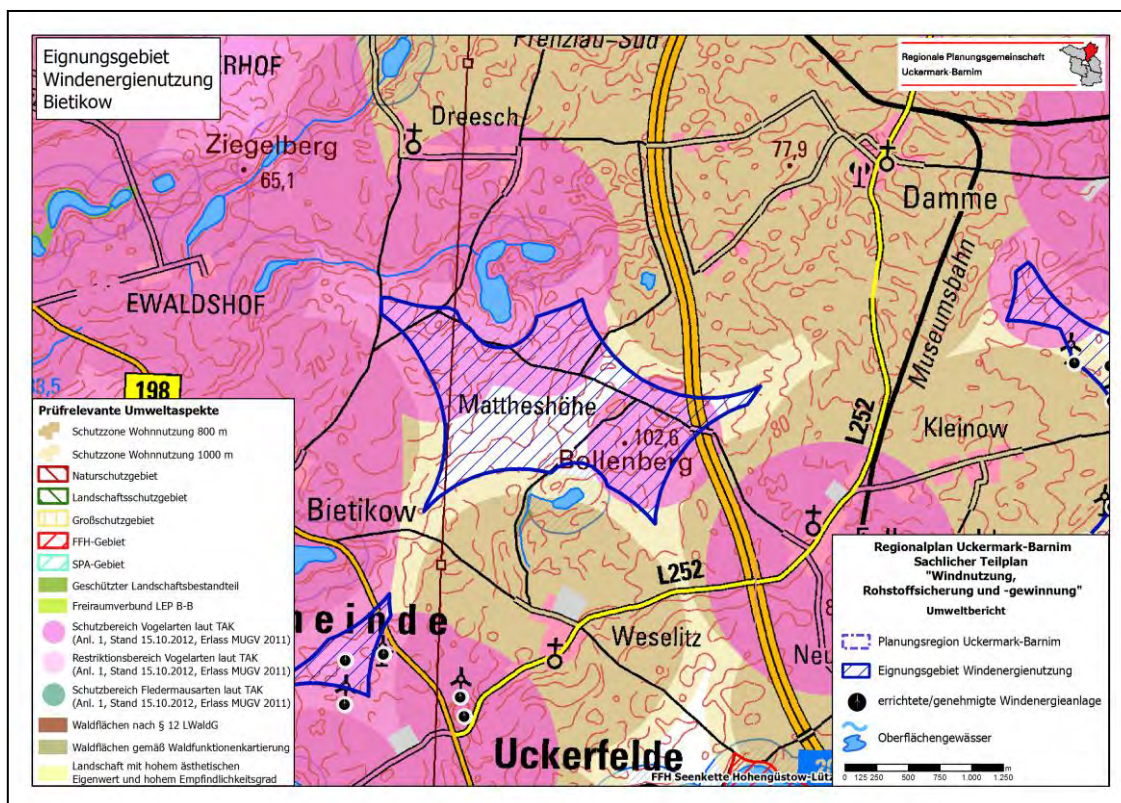 Eignungsgebiet
Windenergienutzung
Bietikow
ERHOF
Prenzlau-Süd
Regionale Planungsgemeinschaft
Uckermark-Barnim
Dreesch
Ziegelberg
65,1
77,9
Damme
EWALDSHOF
Museumsbahn
198
Mattheshöhe
102,6
Bollenberg
80
L252
Kleinow
Bietikow
L252
Weselitz
Neu
meinde
Uckerfelde
FFH Seenkette Hohengüstow-Lütz
Prüfrelevante Umweltaspekte
Schutzzone Wohnnutzung 800 m
Schutzzone Wohnnutzung 1000 m
Naturschutzgebiet
Landschaftsschutzgebiet
Großschutzgebiet
FFH-Gebiet
SPA-Gebiet
Geschützter Landschaftsbestandteil
Freiraumverbund LEP B-B
Schutzbereich Vogelarten laut TAK
(Anl. 1, Stand 15.10.2012, Erlass MUGV 2011)
Restriktionsbereich Vogelarten laut TAK
(Anl. 1, Stand 15.10.2012, Erlass MUGV 2011)
Schutzbereich Fledermausarten laut TAK
(Anl. 1, Stand 15.10.2012, Erlass MUGV 2011)
Waldflächen nach § 12 LWaldG
Waldflächen gemäß Waldfunktionenkartierung
Landschaft mit hohem ästhetischen
Eigenwert und hohem Empfindlichkeitsgrad
Regionalplan Uckermark-Barnim
Sachlicher Teilplan
"Windnutzung,
Rohstoffsicherung und -gewinnung"
Umweltbericht
Planungsregion Uckermark-Barnim
Eignungsgebiet Windenergienutzung
errichtete/genehmigte Windenergieanlage
Oberflächengewässer
0 125 250 500 750 1.000 1.250 m